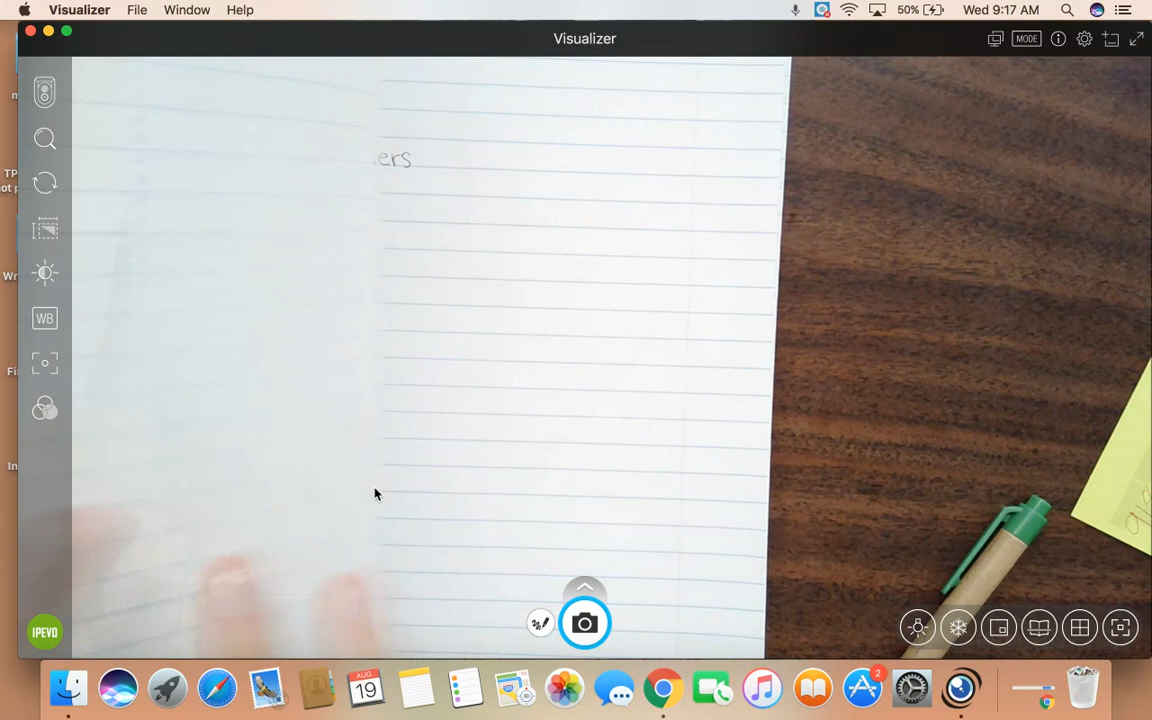 Visualizer File Window Help 50% Wed 9:17 AM
Visualizer
MODE
ers
WB
IPEVO
AUG
19
2